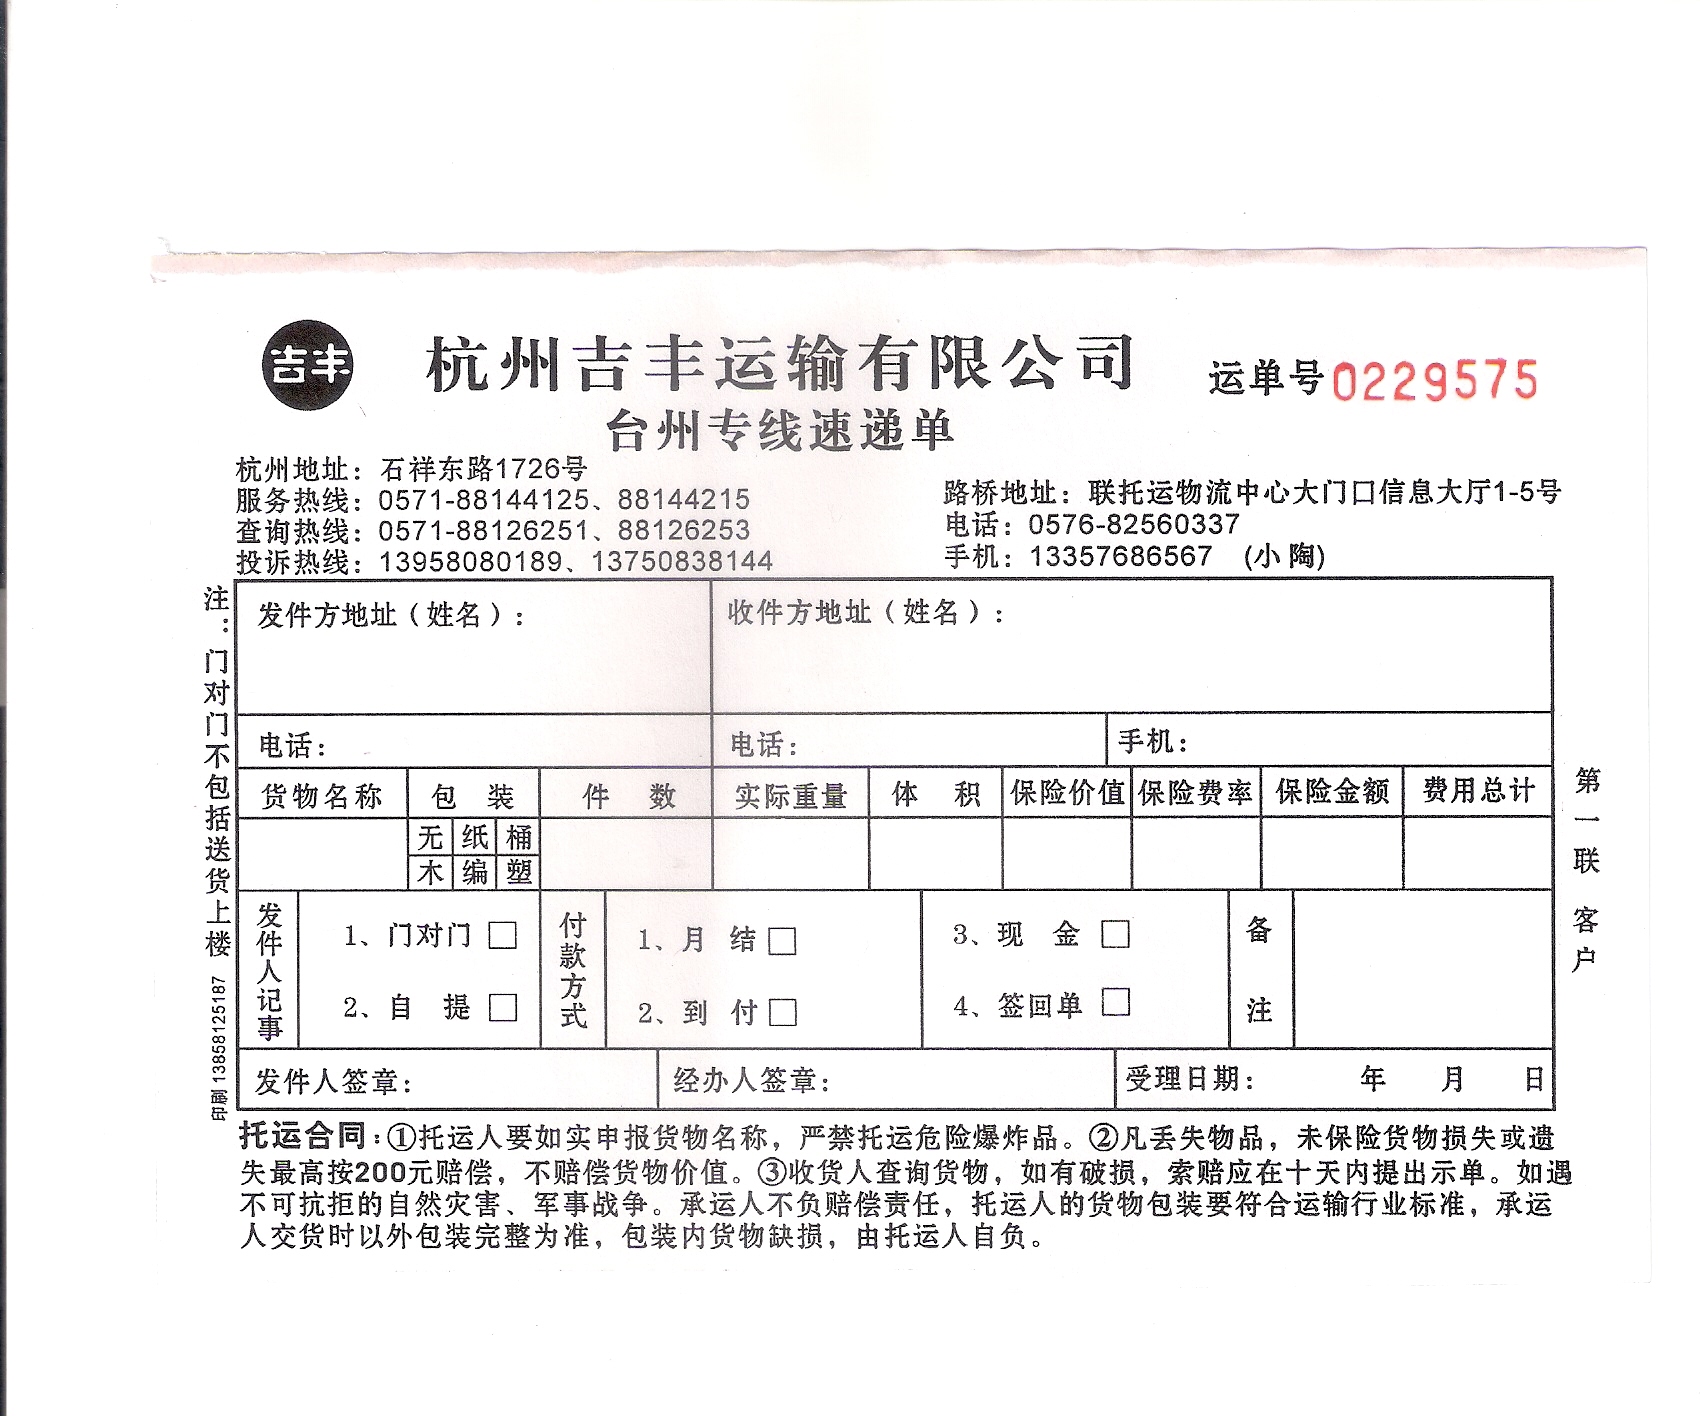 吉丰
杭州吉丰运输有限公司
运单号0229575
台州专线速递单
杭州地址：石祥东路1726号
服务热线：0571-88144125、88144215
查询热线：0571-88126251、88126253
投诉热线：13958080189、13750838144
路桥地址：联托运物流中心大门口信息大厅1-5号
电话：0576-82560337
手机：13357686567 （小陶）
注：门对门不包括送货上楼
印刷 13858125187
发件方地址（姓名）：
收件方地址（姓名）：
电话：
电话：
手机：
货物名称 包 装 件 数 实际重量 体 积 保险价值 保险费率 保险金额 费用总计
无 纸 桶
木 编 塑
发件人记事
1、门对门 □
2、自 提 □
付款方式
1、月 结 □
2、到 付 □
3、现 金 □
4、签回单 □
备注
发件人签章：
经办人签章：
受理日期： 年 月 日
第一联 客户
托运合同：①托运人要如实申报货物名称，严禁托运危险爆炸品。②凡丢失物品，未保险货物损失或遗
失最高按200元赔偿，不赔偿货物价值。③收货人查询货物，如有破损，索赔应在十天内提出示单。如遇
不可抗拒的自然灾害、军事战争。承运人不负赔偿责任，托运人的货物包装要符合运输行业标准，承运
人交货时以外包装完整为准，包装内货物缺损，由托运人自负。